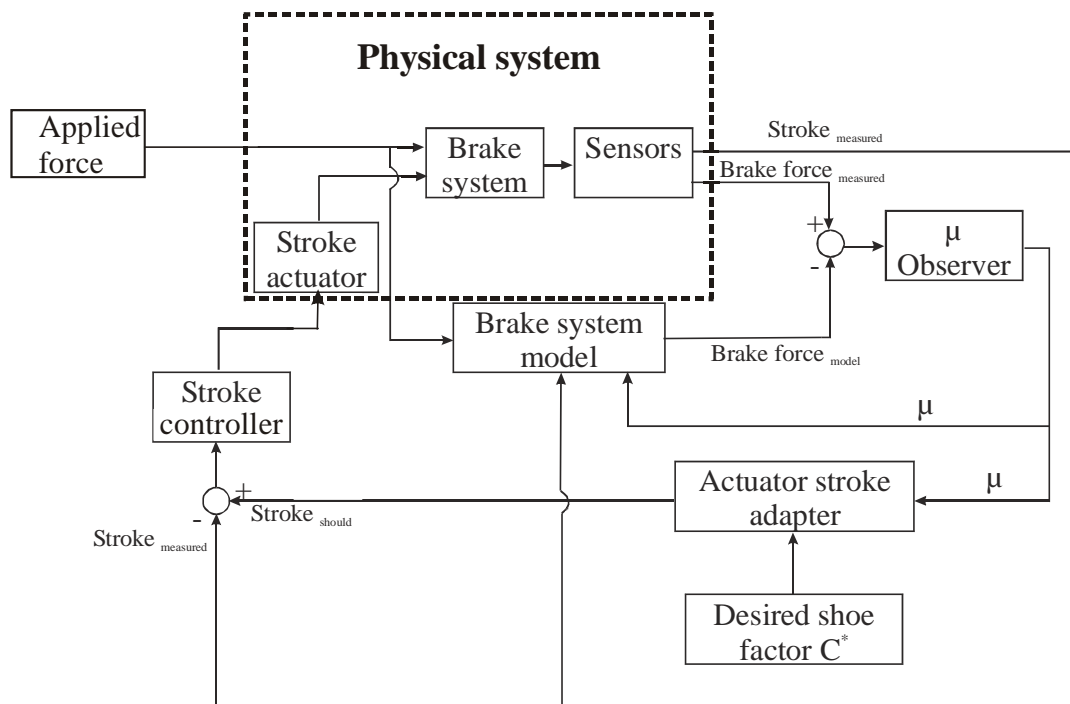 Physical system
Applied
force
Brake
system
Sensors
Stroke measured
Brake force measured
+
-
μ
Observer
Stroke
actuator
Brake system
model
Brake force model
Stroke
controller
μ
+
-
Stroke should
Stroke measured
Actuator stroke
adapter
μ
Desired shoe
factor C*